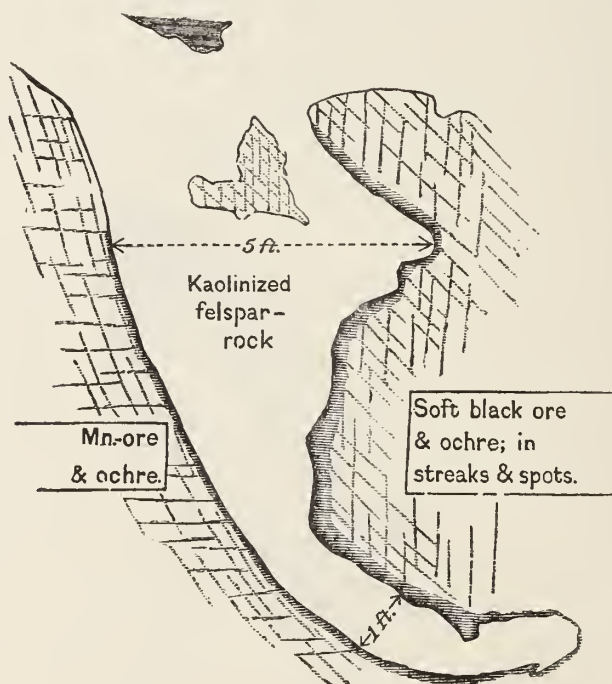 5 ft.
Kaolinized
felspar-
rock
Mn.-ore
& ochre.
Soft black ore
& ochre; in
streaks & spots.
1 ft.